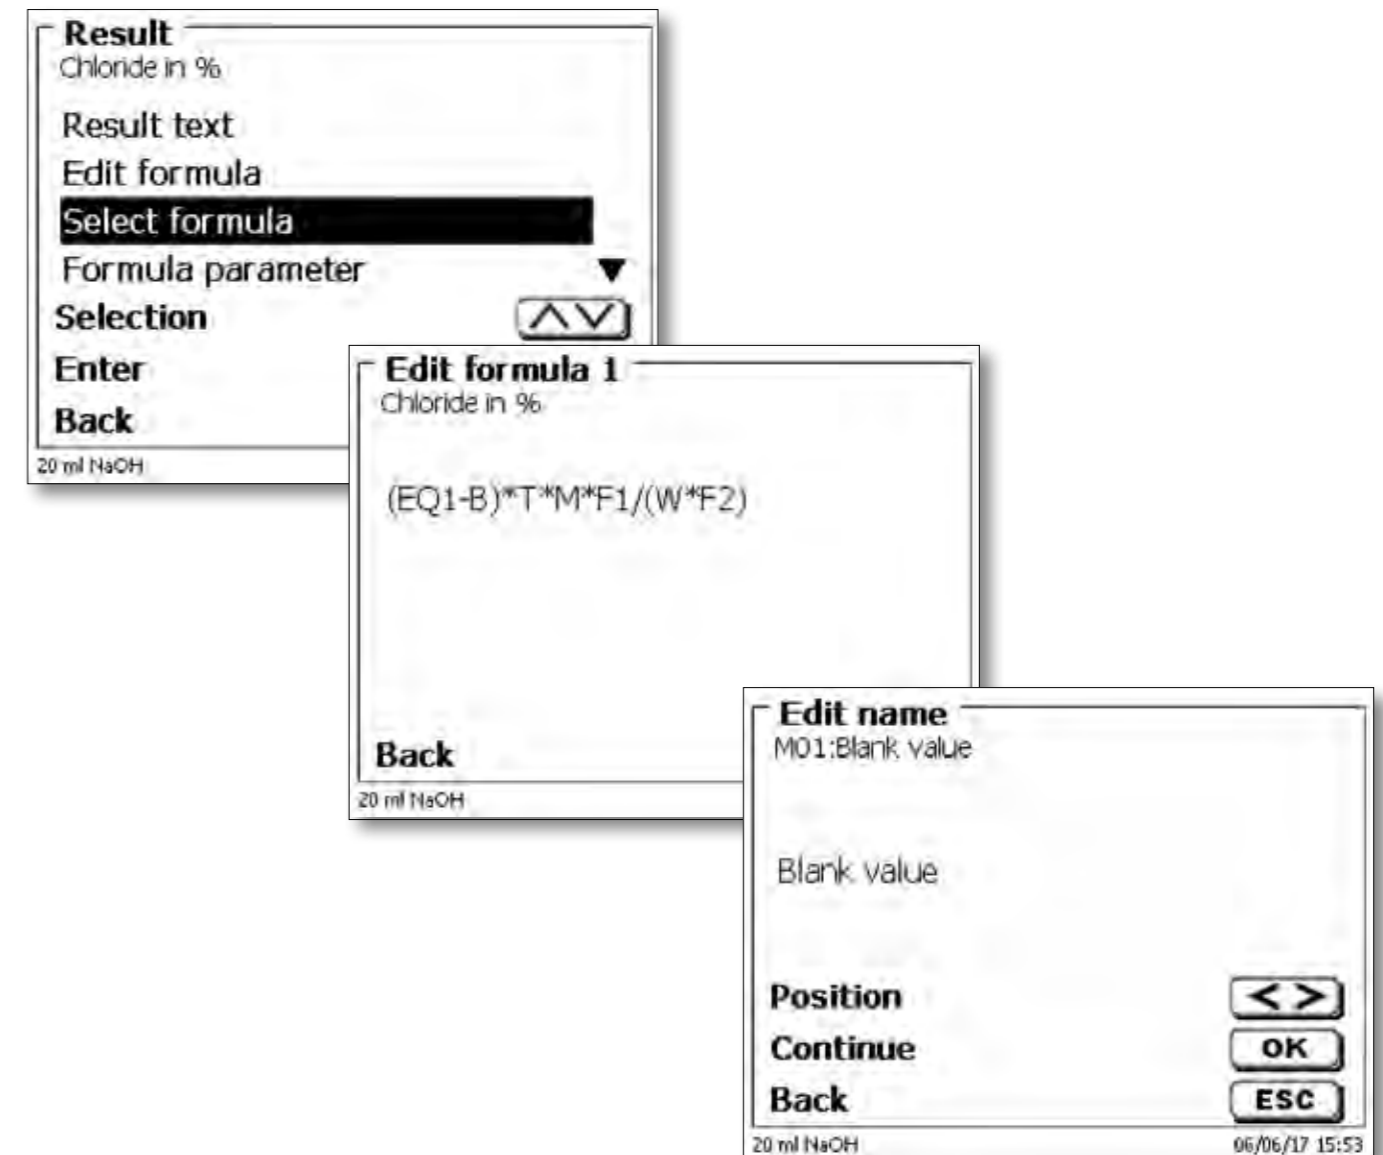 Result
Chloride in %
Result text
Edit formula
Select formula
Formula parameter ▼
Selection
Enter
Back
20 ml NaOH
Edit formula 1
Chloride in %
(EQ1-B)*T*M*F1/(W*F2)
Back
20 ml NaOH
Edit name
M01:Blank value
Blank value
Position < >
Continue OK
Back ESC
20 ml NaOH 06/06/17 15:53